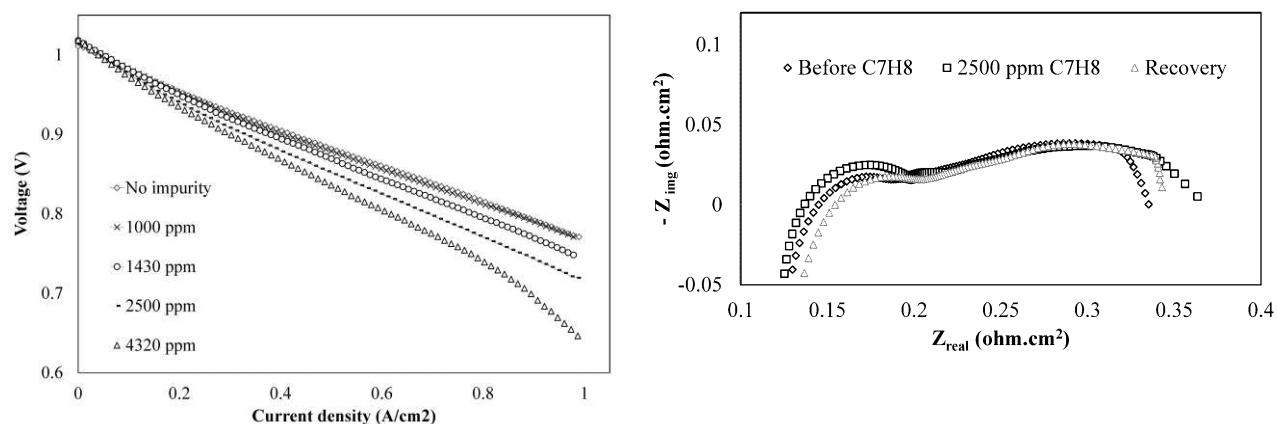 1
0.9
0.8
0.7
0.6
Voltage (V)
No impurity
1000 ppm
1430 ppm
2500 ppm
4320 ppm
0 0.2 0.4 0.6 0.8 1
Current density (A/cm2)
0.1
0.05
0
-0.05
- Zimg (ohm.cm²)
Before C7H8 2500 ppm C7H8 Recovery
0.1 0.15 0.2 0.25 0.3 0.35 0.4
Zreal (ohm.cm²)